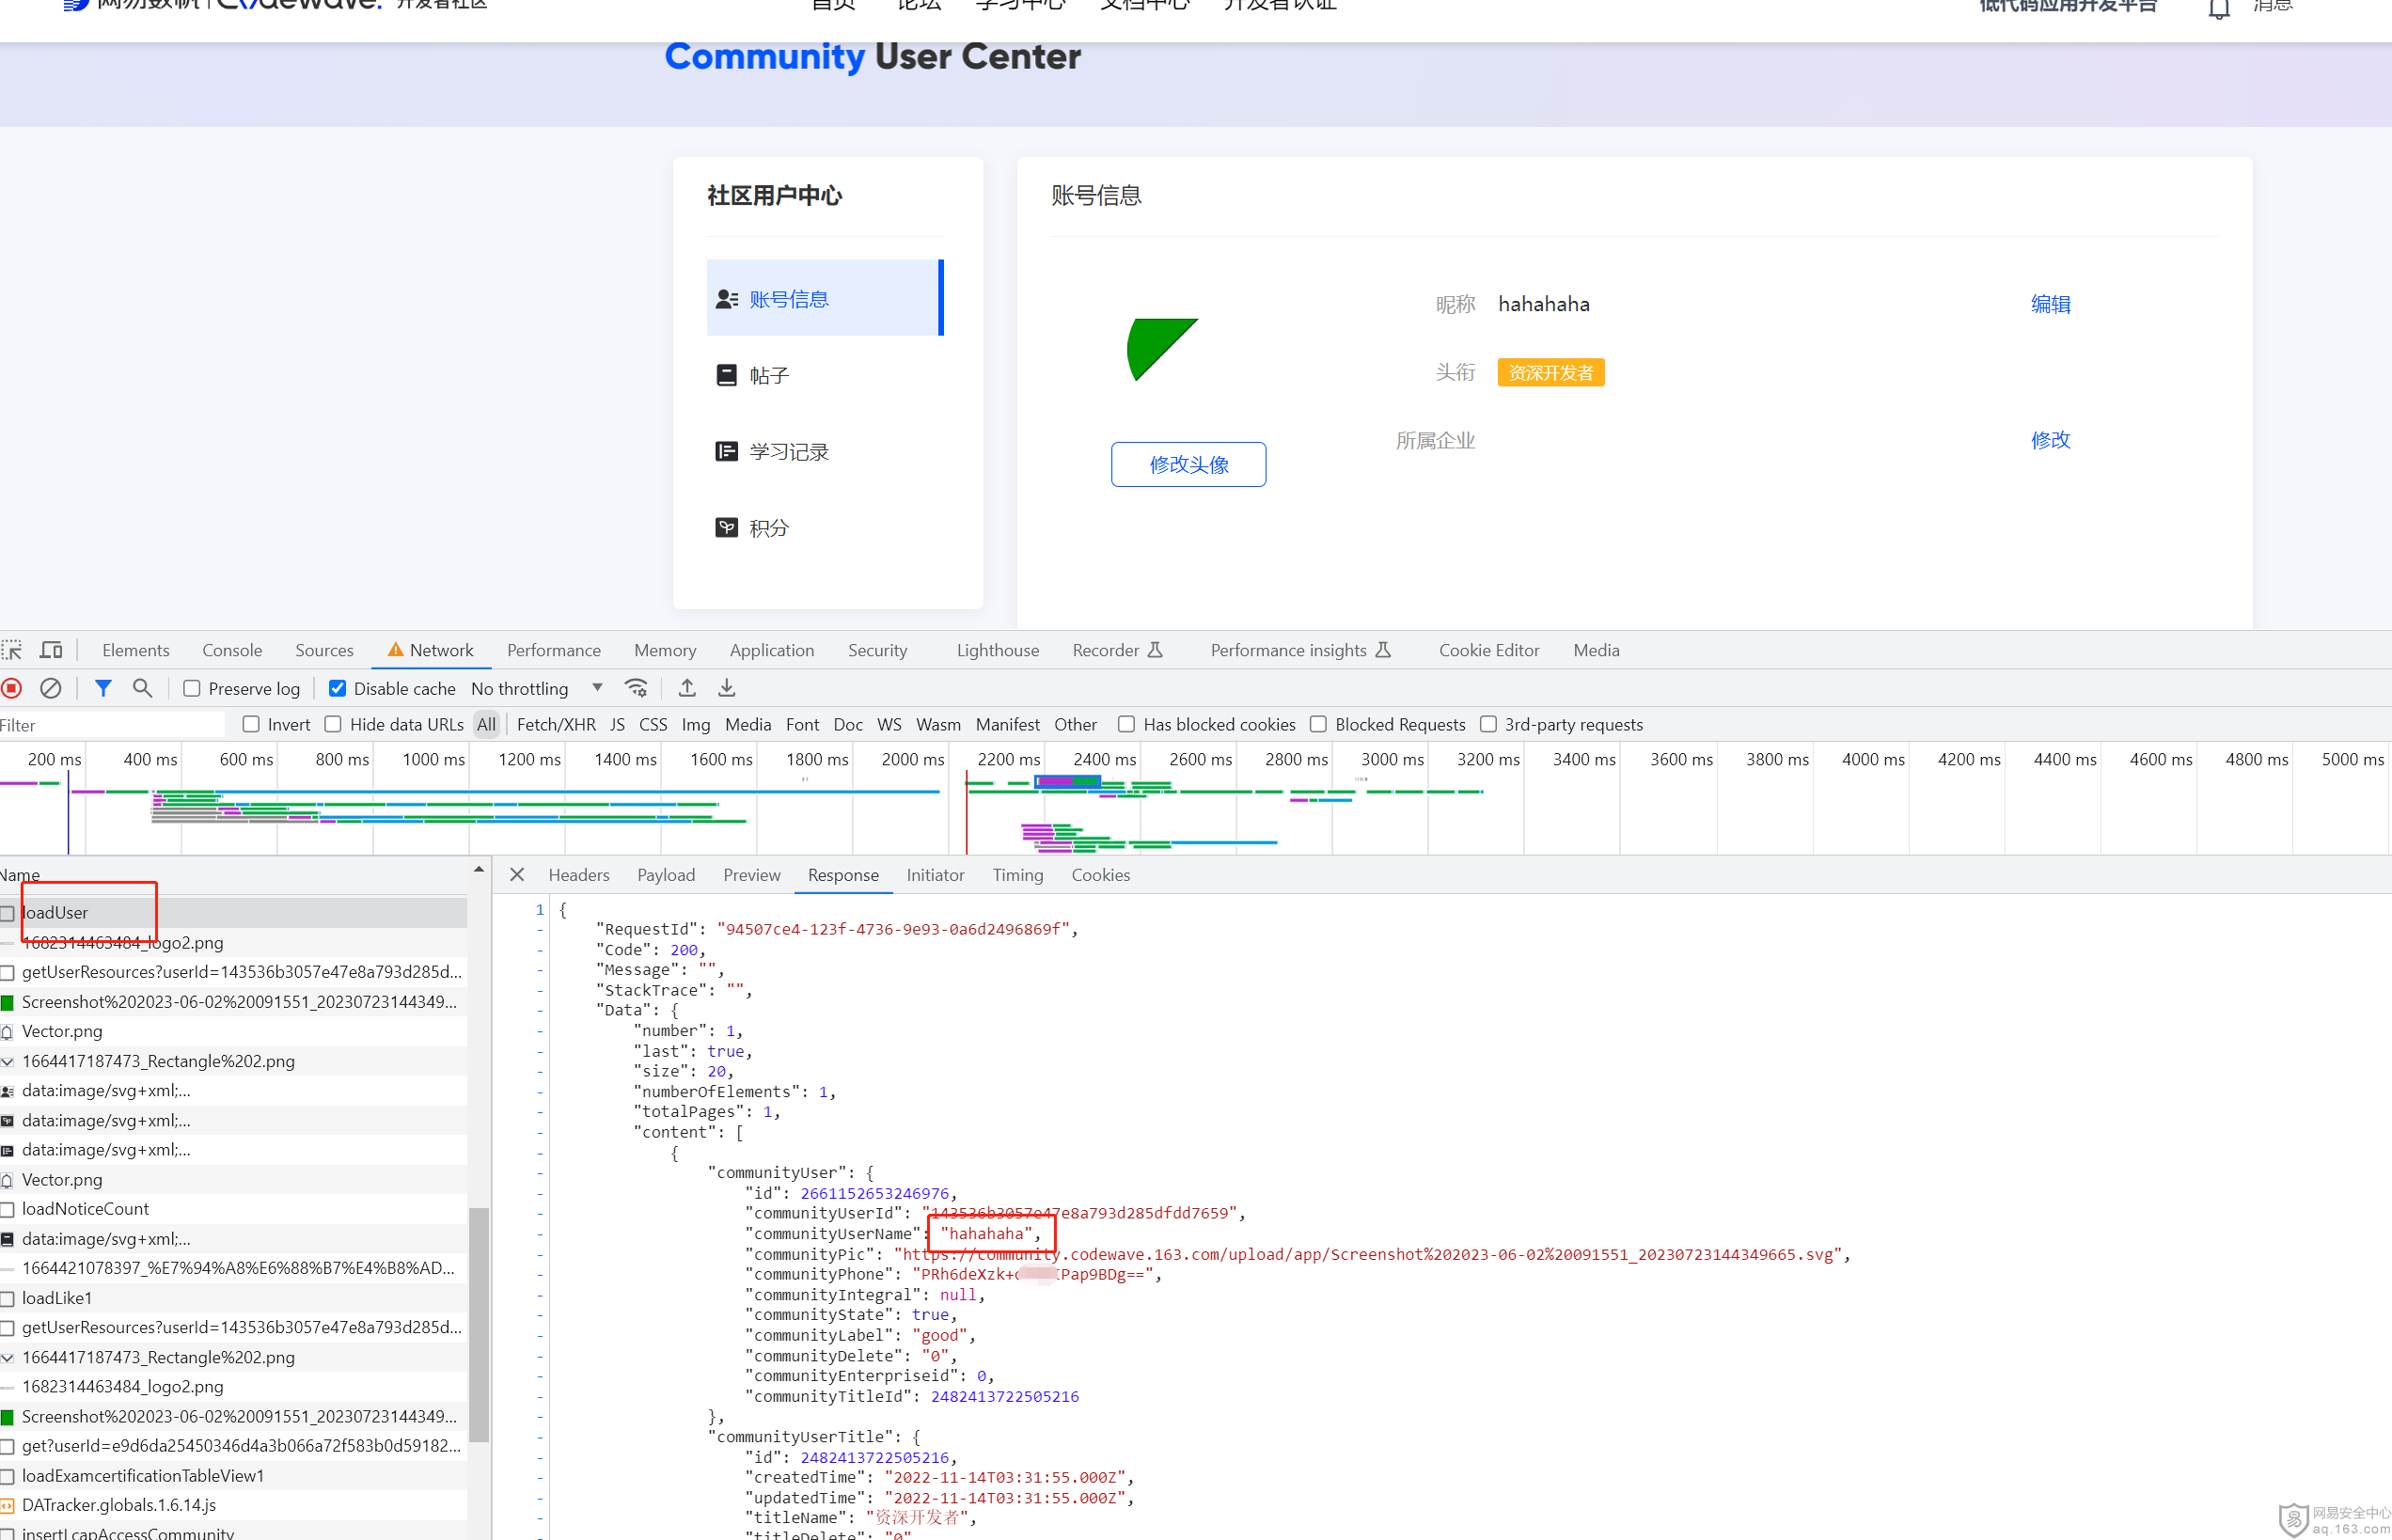 网易数帆 Codewave. 开发者社区
首页 论坛 学习中心 文档中心 开发者认证
低代码应用开发平台 消息
Community User Center
社区用户中心
账号信息
帖子
学习记录
积分
账号信息
昵称 hahahaha 编辑
头衔 资深开发者
所属企业 修改
修改头像
Elements Console Sources Network Performance Memory Application Security Lighthouse Recorder Performance insights Cookie Editor Media
Preserve log Disable cache No throttling
Filter Invert Hide data URLs All Fetch/XHR JS CSS Img Media Font Doc WS Wasm Manifest Other Has blocked cookies Blocked Requests 3rd-party requests
200 ms 400 ms 600 ms 800 ms 1000 ms 1200 ms 1400 ms 1600 ms 1800 ms 2000 ms 2200 ms 2400 ms 2600 ms 2800 ms 3000 ms 3200 ms 3400 ms 3600 ms 3800 ms 4000 ms 4200 ms 4400 ms 4600 ms 4800 ms 5000 ms
Name
loadUser
1682314463484_logo2.png
getUserResources?userId=143536b3057e47e8a793d285d...
Screenshot%202023-06-02%20091551_20230723144349...
Vector.png
1664417187473_Rectangle%202.png
data:image/svg+xml;...
data:image/svg+xml;...
data:image/svg+xml;...
Vector.png
loadNoticeCount
data:image/svg+xml;...
1664421078397_%E7%94%A8%E6%88%B7%E4%B8%AD...
loadLike1
getUserResources?userId=143536b3057e47e8a793d285d...
1664417187473_Rectangle%202.png
1682314463484_logo2.png
Screenshot%202023-06-02%20091551_20230723144349...
get?userId=e9d6da25450346d4a3b066a72f583b0d59182...
loadExamcertificationTableView1
DATracker.globals.1.6.14.js
insertLcapAccessCommunity
Headers Payload Preview Response Initiator Timing Cookies
1 {
"RequestId": "94507ce4-123f-4736-9e93-0a6d2496869f",
"Code": 200,
"Message": "",
"StackTrace": "",
"Data": {
"number": 1,
"last": true,
"size": 20,
"numberOfElements": 1,
"totalPages": 1,
"content": [
{
"communityUser": {
"id": 2661152653246976,
"communityUserId": "143536b3057e47e8a793d285dfdd7659",
"communityUserName": "hahahaha",
"communityPic": "https://community.codewave.163.com/upload/app/Screenshot%202023-06-02%20091551_20230723144349665.svg",
"communityPhone": "PRh6deXzk+ Pap9BDg==",
"communityIntegral": null,
"communityState": true,
"communityLabel": "good",
"communityDelete": "0",
"communityEnterpriseid": 0,
"communityTitleId": 2482413722505216
},
"communityUserTitle": {
"id": 2482413722505216,
"createdTime": "2022-11-14T03:31:55.000Z",
"updatedTime": "2022-11-14T03:31:55.000Z",
"titleName": "资深开发者",
"titleDelete": "0"
网易安全中心
aq.163.com